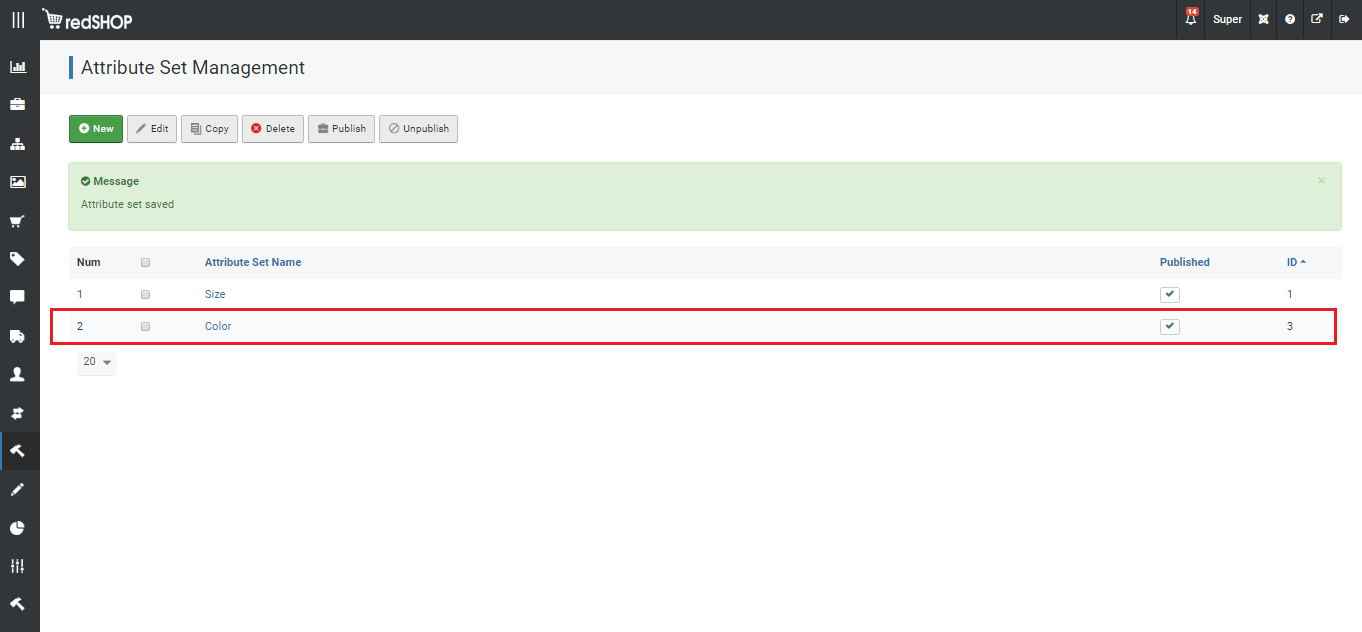 redSHOP
14
Super
Attribute Set Management
New Edit Copy Delete Publish Unpublish
Message
×
Attribute set saved
Num Attribute Set Name Published ID
1 Size 1
2 Color 3
20